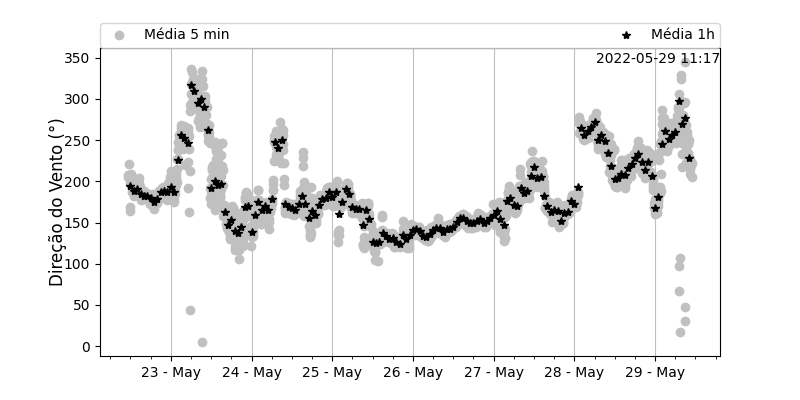 Média 5 min
Média 1h
2022-05-29 11:17
Direção do Vento (°)
350
300
250
200
150
100
50
0
23 - May
24 - May
25 - May
26 - May
27 - May
28 - May
29 - May